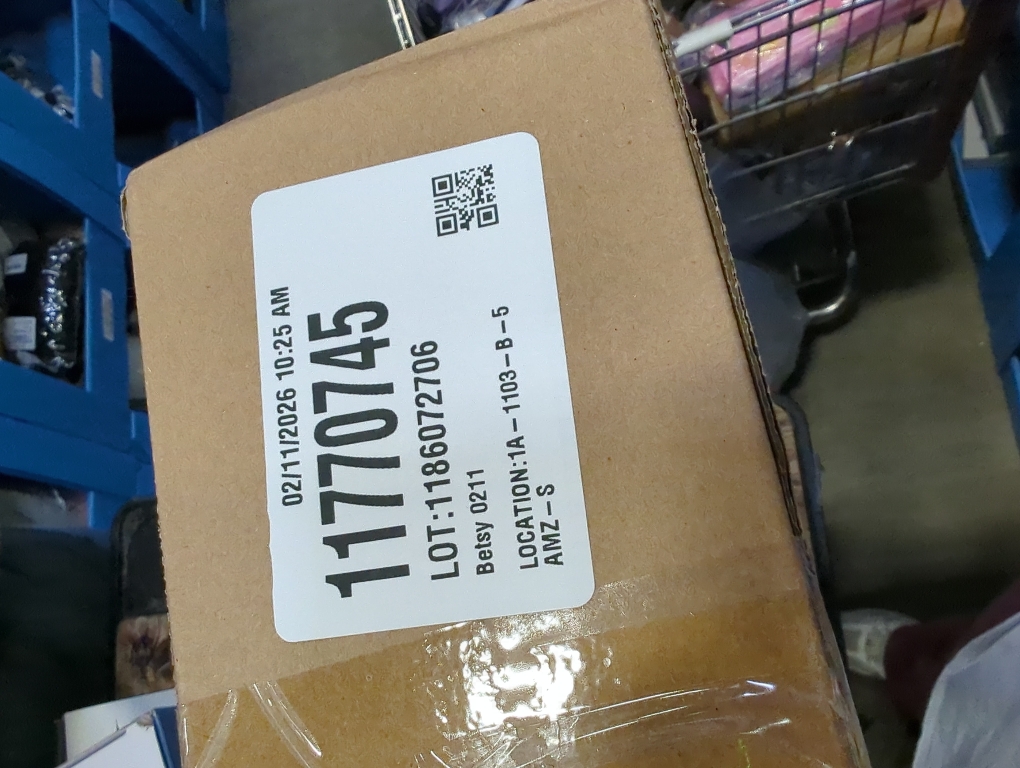 02/11/2026 10:25 AM
11770745
LOT:1186072706
Betsy 0211
LOCATION:1A-1103-B-5
AMZ-S